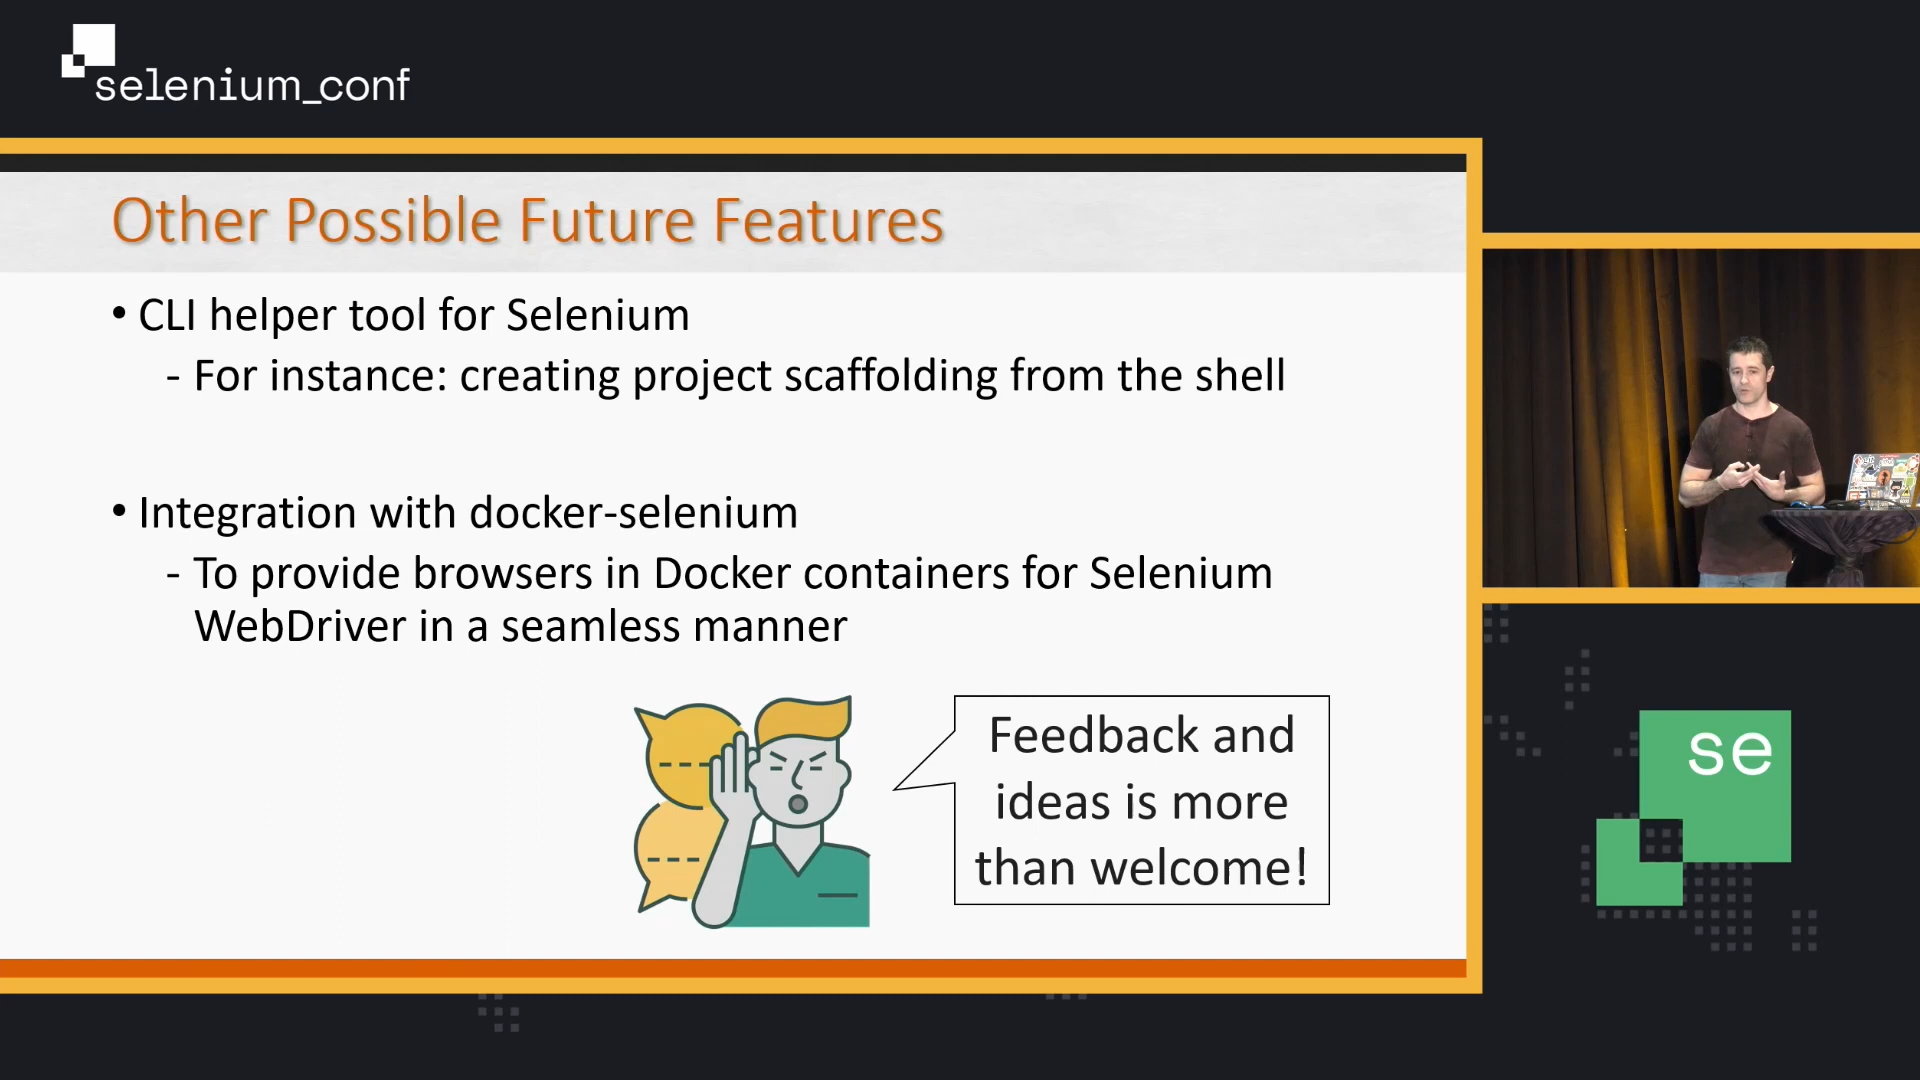 selenium_conf
Other Possible Future Features
• CLI helper tool for Selenium
- For instance: creating project scaffolding from the shell
• Integration with docker-selenium
- To provide browsers in Docker containers for Selenium
WebDriver in a seamless manner
Feedback and
ideas is more
than welcome!
se